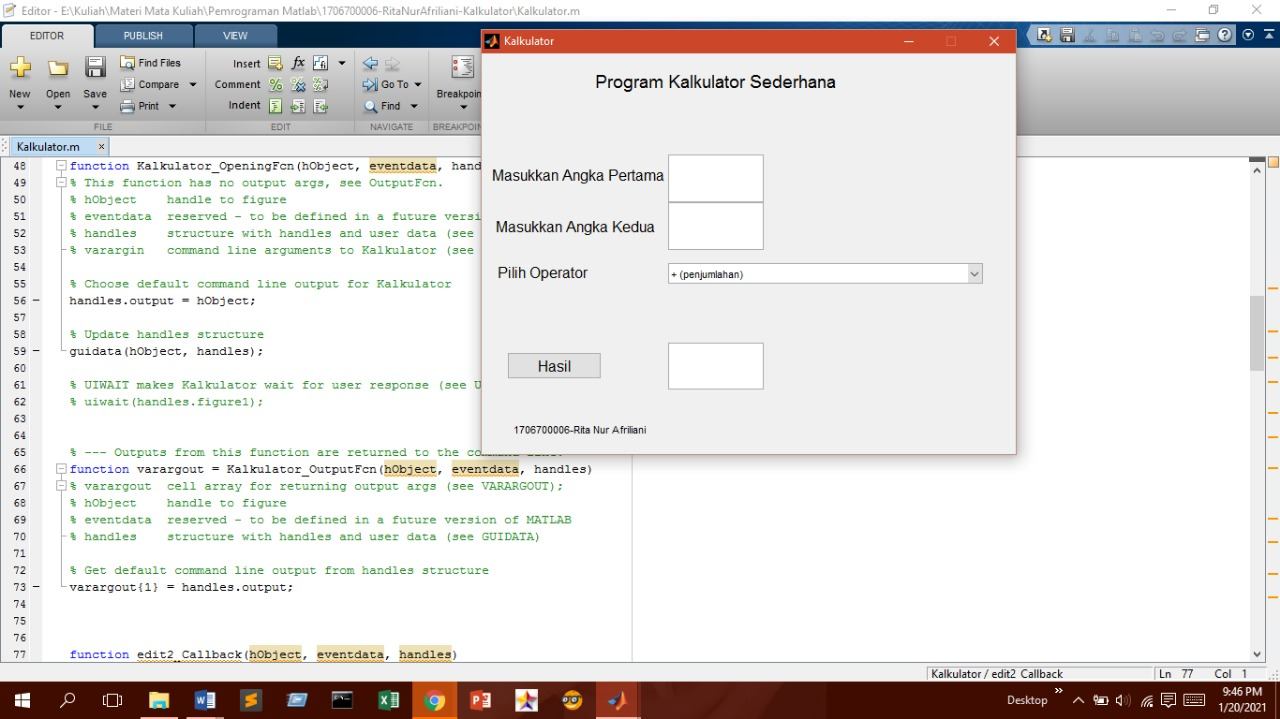 Editor - E:\Kuliah\Materi Mata Kuliah\Pemrograman Matlab\1706700006-RitaNurAfriliani-Kalkulator\Kalkulator.m
EDITOR PUBLISH VIEW
New Open Save
Find Files
Compare
Print
Insert
Comment
Indent
Go To
Find
FILE EDIT NAVIGATE
Kalkulator.m ×
48 function Kalkulator_OpeningFcn(hObject, eventdata, hand
49 % This function has no output args, see OutputFcn.
50 % hObject handle to figure
51 % eventdata reserved - to be defined in a future versi
52 % handles structure with handles and user data (see
53 % varargin command line arguments to Kalkulator (see
54
55 % Choose default command line output for Kalkulator
56 - handles.output = hObject;
57
58 % Update handles structure
59 - guidata(hObject, handles);
60
61 % UIWAIT makes Kalkulator wait for user response (see U
62 % uiwait(handles.figure1);
63
64
65 % --- Outputs from this function are returned to the command line.
66 function varargout = Kalkulator_OutputFcn(hObject, eventdata, handles)
67 % varargout cell array for returning output args (see VARARGOUT);
68 % hObject handle to figure
69 % eventdata reserved - to be defined in a future version of MATLAB
70 % handles structure with handles and user data (see GUIDATA)
71
72 % Get default command line output from handles structure
73 - varargout{1} = handles.output;
74
75
76
77 function edit2_Callback(hObject, eventdata, handles)
Kalkulator
Program Kalkulator Sederhana
Masukkan Angka Pertama
Masukkan Angka Kedua
Pilih Operator + (penjumlahan)
Hasil
1706700006-Rita Nur Afriliani
Kalkulator / edit2_Callback Ln 77 Col 1
Desktop
9:46 PM
1/20/2021